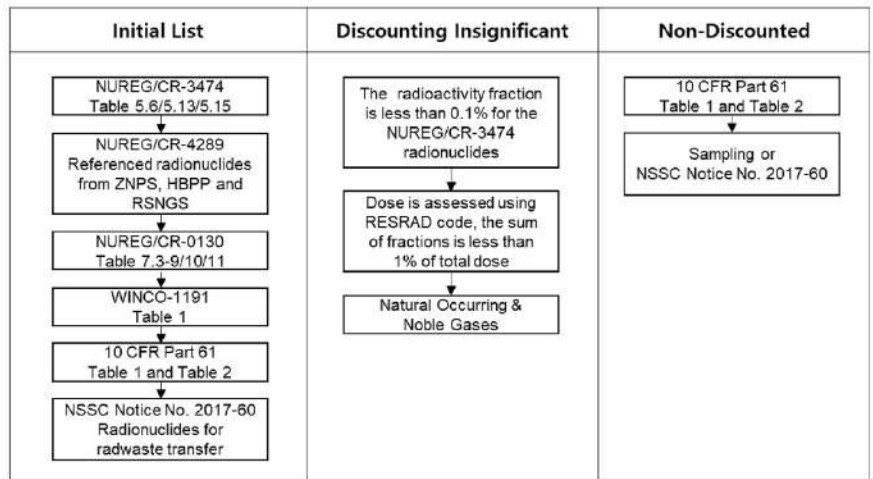 Initial List
NUREG/CR-3474
Table 5.6/5.13/5.15
NUREG/CR-4289
Referenced radionuclides
from ZNPS, HBPP and
RSNGS
NUREG/CR-0130
Table 7.3-9/10/11
WINCO-1191
Table 1
10 CFR Part 61
Table 1 and Table 2
NSSC Notice No. 2017-60
Radionuclides for
radwaste transfer
Discounting Insignificant
The radioactivity fraction
is less than 0.1% for the
NUREG/CR-3474
radionuclides
Dose is assessed using
RESRAD code, the sum
of fractions is less than
1% of total dose
Natural Occurring &
Noble Gases
Non-Discounted
10 CFR Part 61
Table 1 and Table 2
Sampling or
NSSC Notice No. 2017-60